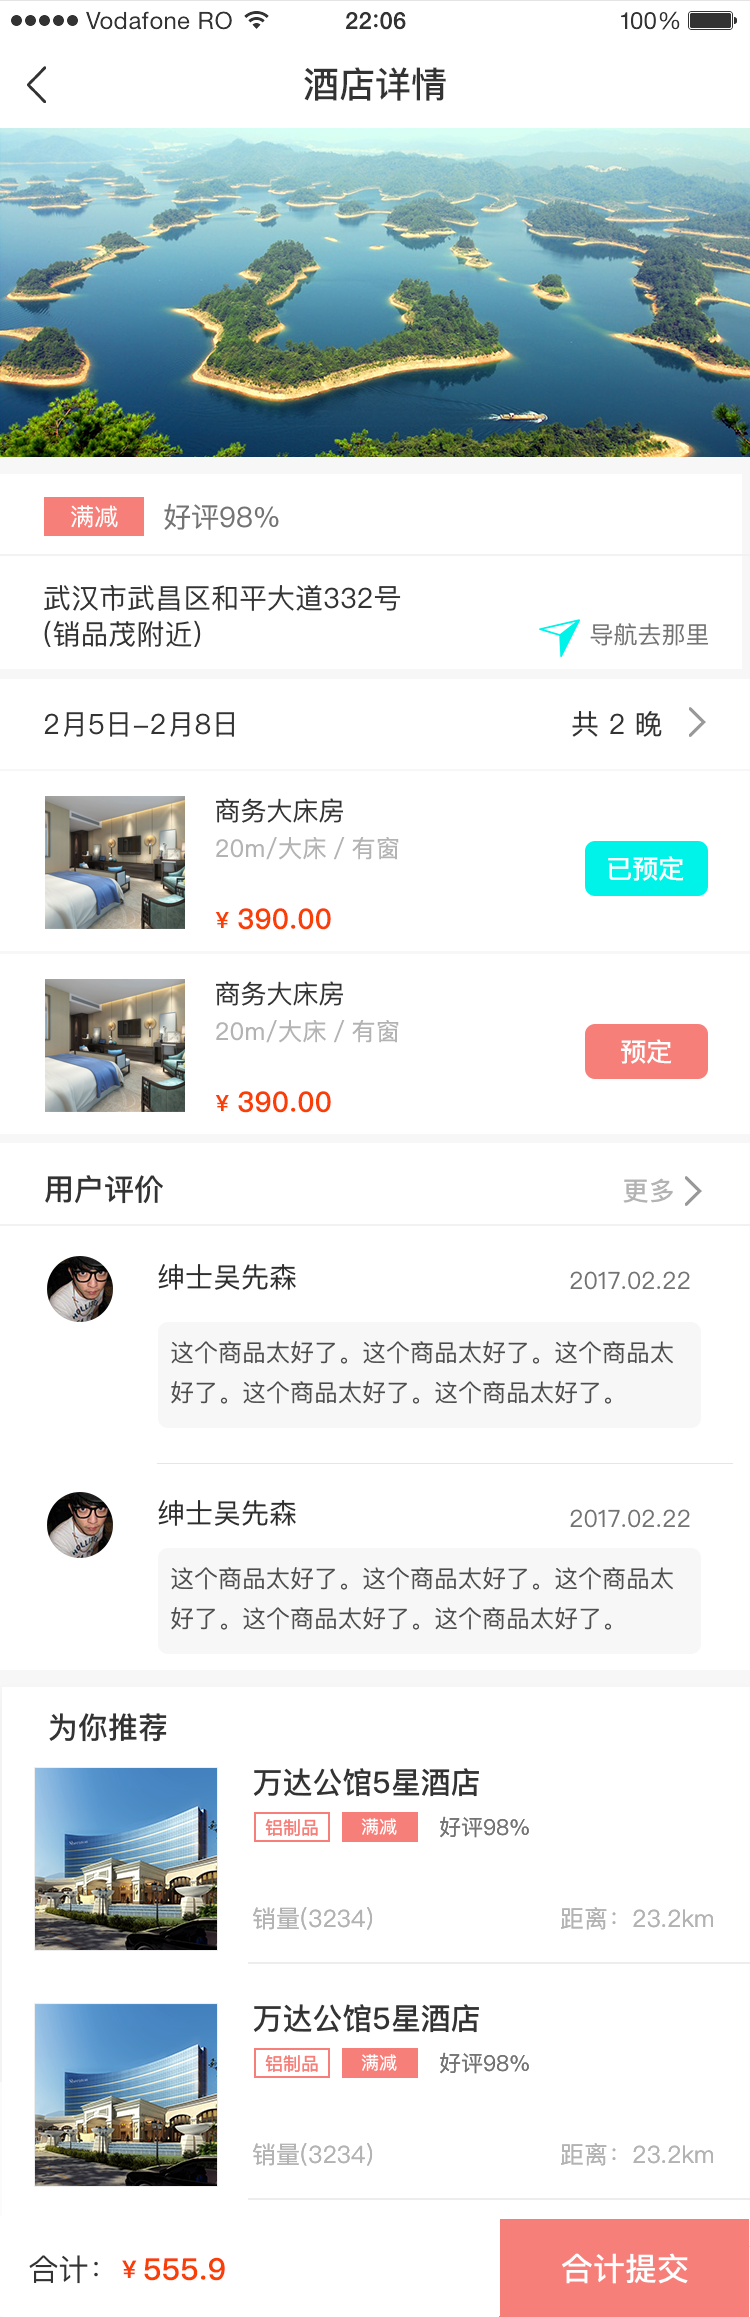 Vodafone RO 22:06 100%
酒店详情
满减 好评98%
武汉市武昌区和平大道332号
(销品茂附近)
导航去那里
2月5日-2月8日 共 2 晚
商务大床房
20m/大床 / 有窗
已预定
¥ 390.00
商务大床房
20m/大床 / 有窗
预定
¥ 390.00
用户评价 更多
绅士吴先森 2017.02.22
这个商品太好了。这个商品太好了。这个商品太
好了。这个商品太好了。这个商品太好了。
绅士吴先森 2017.02.22
这个商品太好了。这个商品太好了。这个商品太
好了。这个商品太好了。这个商品太好了。
为你推荐
万达公馆5星酒店
铝制品 满减 好评98%
销量(3234) 距离：23.2km
万达公馆5星酒店
铝制品 满减 好评98%
销量(3234) 距离：23.2km
合计：¥ 555.9 合计提交